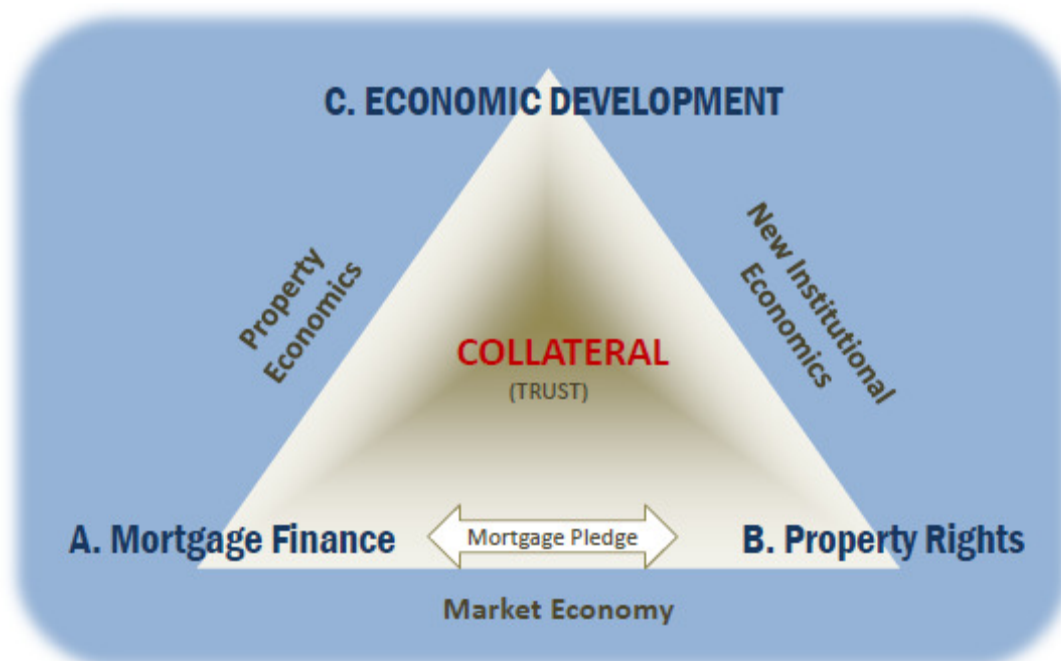 C. ECONOMIC DEVELOPMENT
Property
Economics
New Institutional
Economics
COLLATERAL
(TRUST)
A. Mortgage Finance
Mortgage Pledge
B. Property Rights
Market Economy